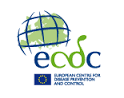 ecdc
EUROPEAN CENTRE FOR
DISEASE PREVENTION
AND CONTROL